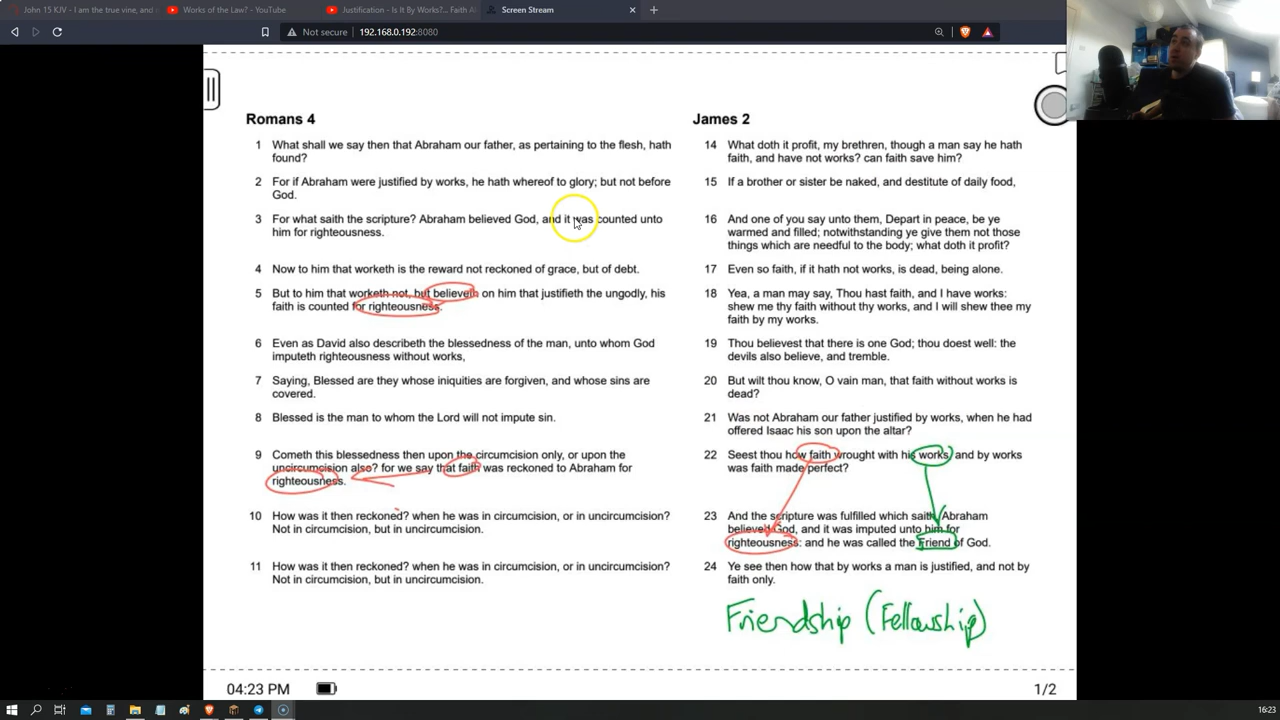 John 15 KJV - I am the true vine, and
Works of the Law? - YouTube
Justification - Is It By Works?... Faith Al
Screen Stream
Not secure
192.168.0.192:8080
Romans 4
1 What shall we say then that Abraham our father, as pertaining to the flesh, hath
found?
2 For if Abraham were justified by works, he hath whereof to glory; but not before
God.
3 For what saith the scripture? Abraham believed God, and it was counted unto
him for righteousness.
4 Now to him that worketh is the reward not reckoned of grace, but of debt.
5 But to him that worketh not, but believeth on him that justifieth the ungodly, his
faith is counted for righteousness.
6 Even as David also describeth the blessedness of the man, unto whom God
imputeth righteousness without works,
7 Saying, Blessed are they whose iniquities are forgiven, and whose sins are
covered.
8 Blessed is the man to whom the Lord will not impute sin.
9 Cometh this blessedness then upon the circumcision only, or upon the
uncircumcision also? for we say that faith was reckoned to Abraham for
righteousness.
10 How was it then reckoned? when he was in circumcision, or in uncircumcision?
Not in circumcision, but in uncircumcision.
11 How was it then reckoned? when he was in circumcision, or in uncircumcision?
Not in circumcision, but in uncircumcision.
James 2
14 What doth it profit, my brethren, though a man say he hath
faith, and have not works? can faith save him?
15 If a brother or sister be naked, and destitute of daily food,
16 And one of you say unto them, Depart in peace, be ye
warmed and filled; notwithstanding ye give them not those
things which are needful to the body; what doth it profit?
17 Even so faith, if it hath not works, is dead, being alone.
18 Yea, a man may say, Thou hast faith, and I have works:
shew me thy faith without thy works, and I will shew thee my
faith by my works.
19 Thou believest that there is one God; thou doest well: the
devils also believe, and tremble.
20 But wilt thou know, O vain man, that faith without works is
dead?
21 Was not Abraham our father justified by works, when he had
offered Isaac his son upon the altar?
22 Seest thou how faith wrought with his works, and by works
was faith made perfect?
23 And the scripture was fulfilled which saith, Abraham
believed God, and it was imputed unto him for
righteousness: and he was called the Friend of God.
24 Ye see then how that by works a man is justified, and not by
faith only.
Friendship (Fellowship)
04:23 PM
1/2
16:23